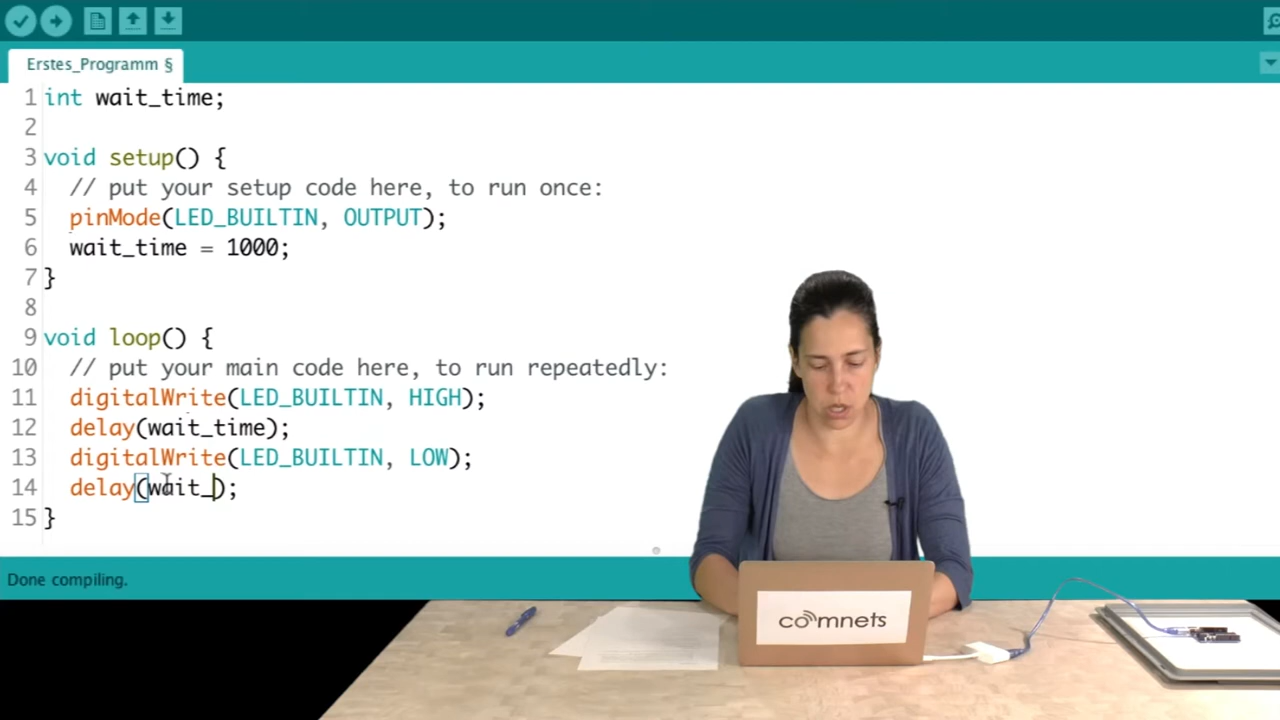 Erstes_Programm §
1 int wait_time;
2
3 void setup() {
4 // put your setup code here, to run once:
5 pinMode(LED_BUILTIN, OUTPUT);
6 wait_time = 1000;
7 }
8
9 void loop() {
10 // put your main code here, to run repeatedly:
11 digitalWrite(LED_BUILTIN, HIGH);
12 delay(wait_time);
13 digitalWrite(LED_BUILTIN, LOW);
14 delay(wait_);
15 }
Done compiling.
comnets